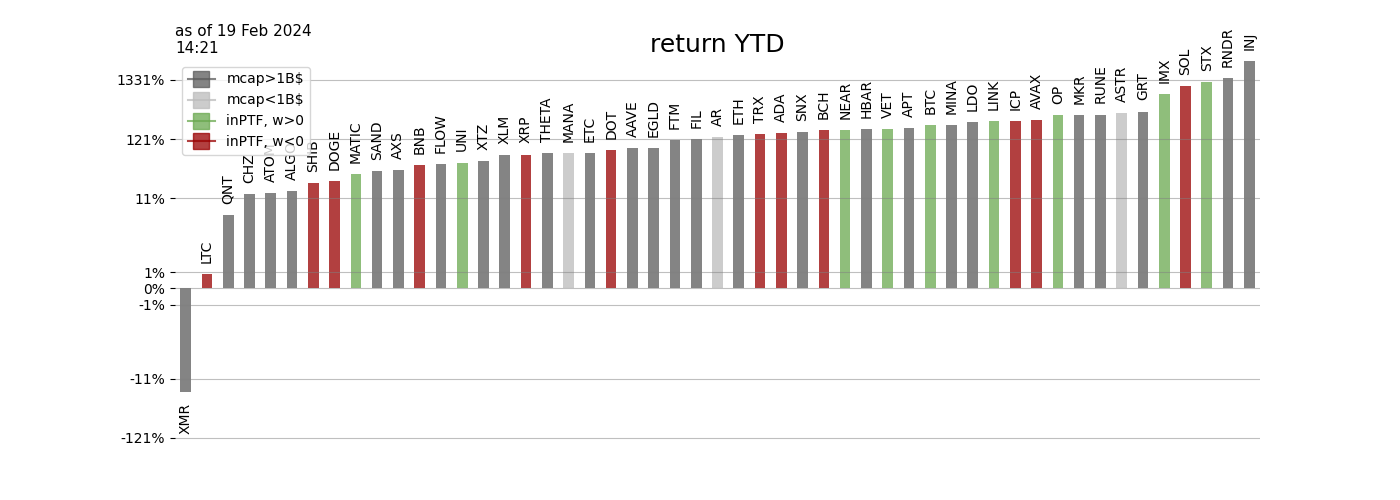 as of 19 Feb 2024
14:21
return YTD
mcap>1B$
mcap<1B$
inPTF, w>0
inPTF, w<0
1331%
121%
11%
1%
0%
-1%
-11%
-121%
XMR
LTC
QNT
CHZ
ATOM
ALGO
SHIB
DOGE
MATIC
SAND
AXS
BNB
FLOW
UNI
XTZ
XLM
XRP
THETA
MANA
ETC
DOT
AAVE
EGLD
FTM
FIL
AR
ETH
TRX
ADA
SNX
BCH
NEAR
HBAR
VET
APT
BTC
MINA
LDO
LINK
ICP
AVAX
OP
MKR
RUNE
ASTR
GRT
IMX
SOL
STX
RNDR
INJ